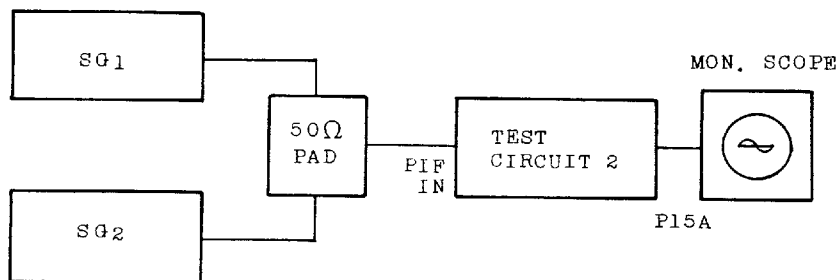 SG1
MON. SCOPE
50Ω
PAD
TEST
CIRCUIT 2
PIF
IN
P15A
SG2